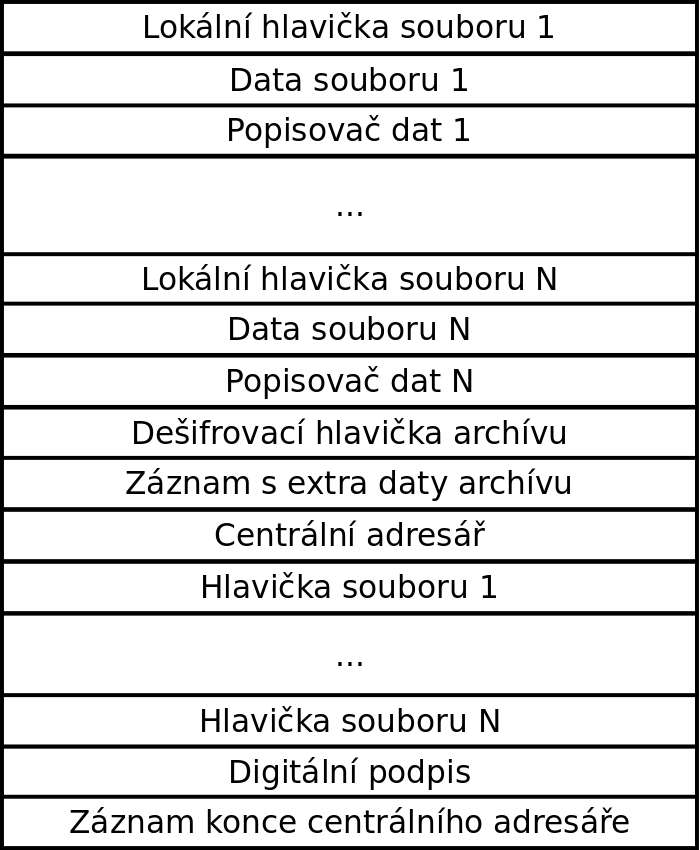 Lokální hlavička souboru 1
Data souboru 1
Popisovač dat 1
...
Lokální hlavička souboru N
Data souboru N
Popisovač dat N
Dešifrovací hlavička archívu
Záznam s extra daty archívu
Centrální adresář
Hlavička souboru 1
...
Hlavička souboru N
Digitální podpis
Záznam konce centrálního adresáře